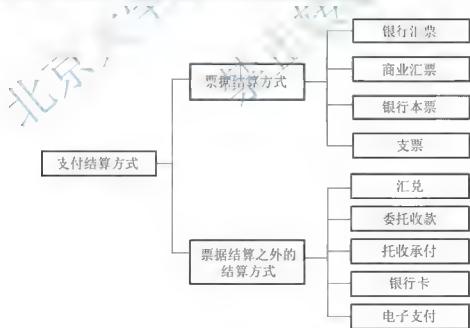 银行汇票
商业汇票
票据结算方式
银行本票
支票
支付结算方式
汇兑
委托收款
票据结算之外的
结算方式
托收承付
银行卡
电子支付
北京